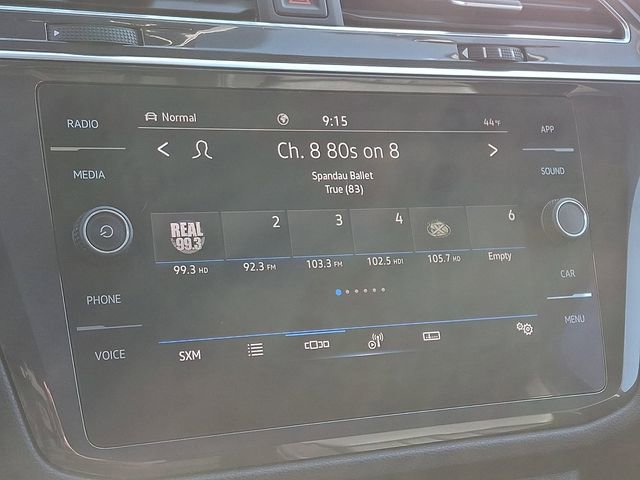 RADIO
MEDIA
PHONE
VOICE
Normal
9:15
44°F
Ch. 8 80s on 8
Spandau Ballet
True (83)
REAL
99.3
2
3
4
6
99.3 HD
92.3 FM
103.3 FM
102.5 HD1
105.7 HD
Empty
SXM
APP
SOUND
CAR
MENU